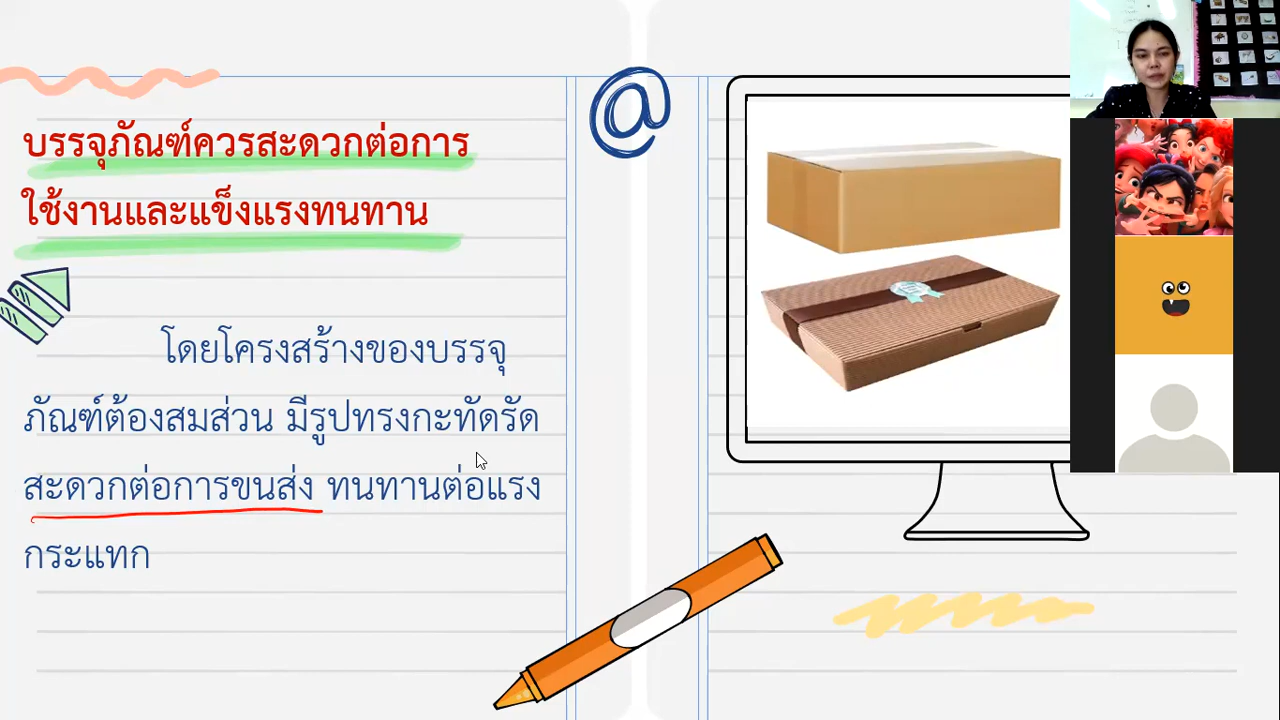 บรรจุภัณฑ์ควรสะดวกต่อการ
ใช้งานและแข็งแรงทนทาน
โดยโครงสร้างของบรรจุ
ภัณฑ์ต้องสมส่วน มีรูปทรงกะทัดรัด
สะดวกต่อการขนส่ง ทนทานต่อแรง
กระแทก
@